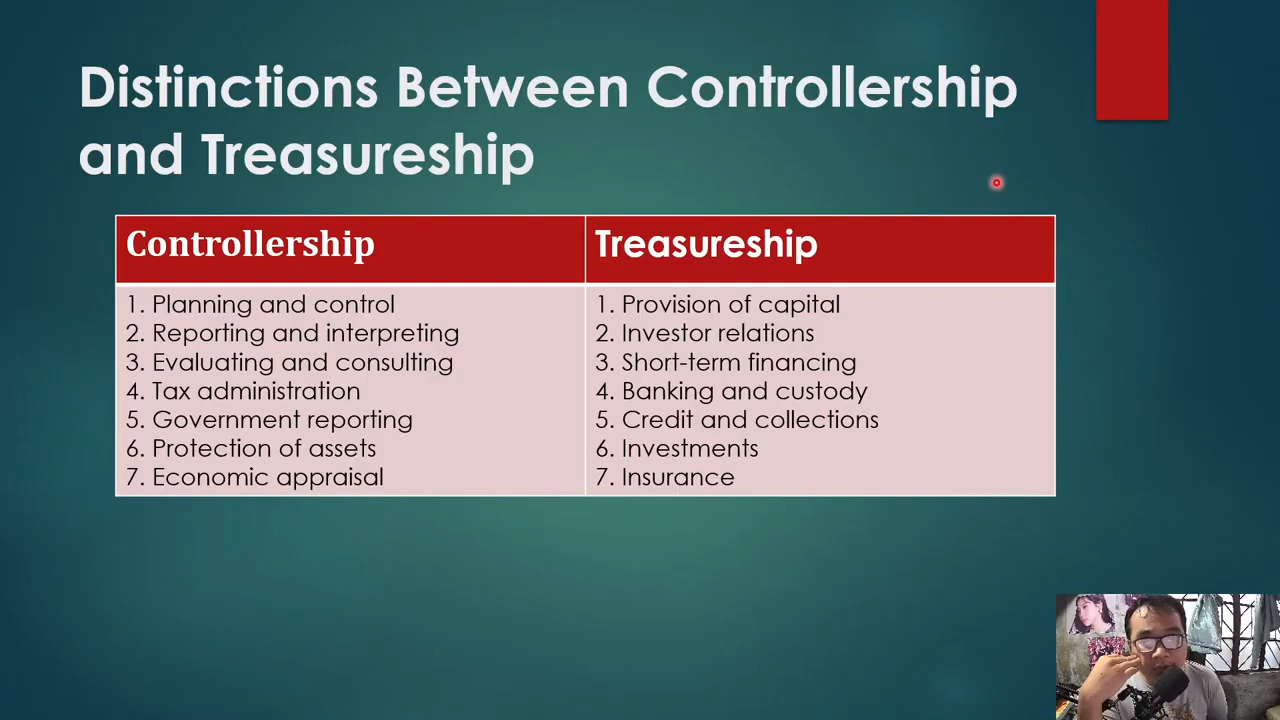 Distinctions Between Controllership
and Treasureship
Controllership
Treasureship
1. Planning and control
2. Reporting and interpreting
3. Evaluating and consulting
4. Tax administration
5. Government reporting
6. Protection of assets
7. Economic appraisal
1. Provision of capital
2. Investor relations
3. Short-term financing
4. Banking and custody
5. Credit and collections
6. Investments
7. Insurance